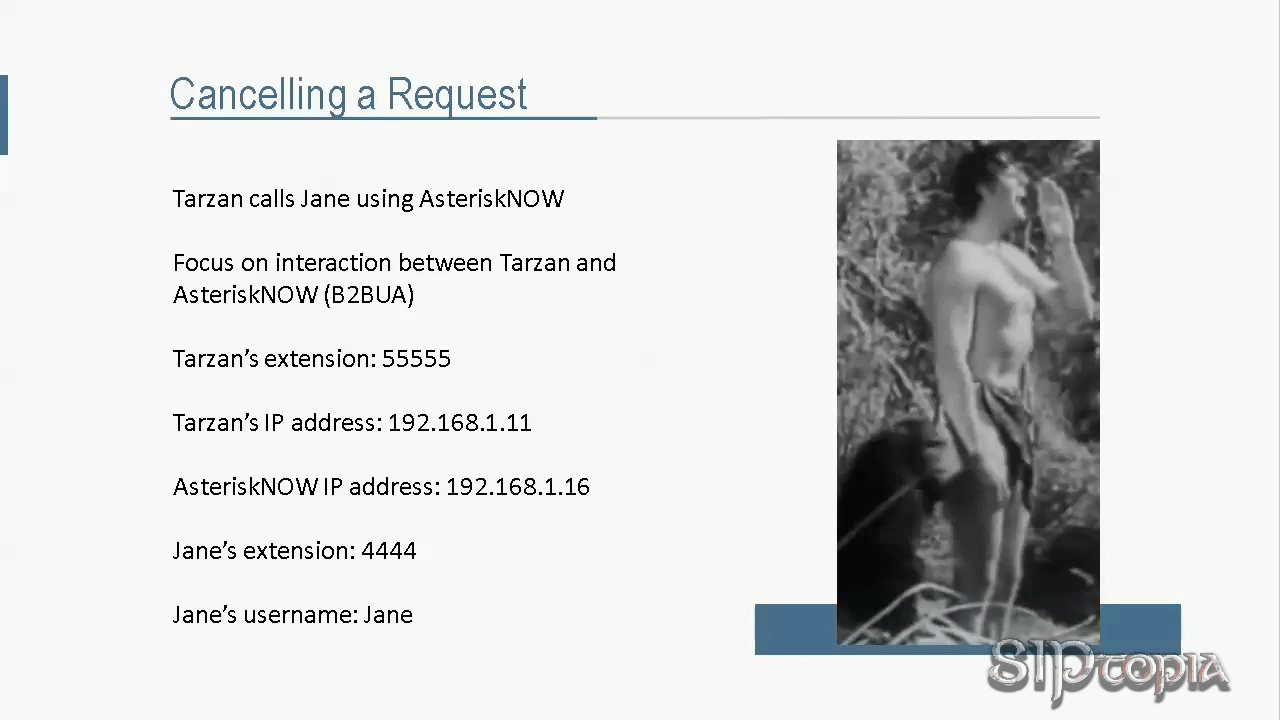 Cancelling a Request
Tarzan calls Jane using AsteriskNOW
Focus on interaction between Tarzan and
AsteriskNOW (B2BUA)
Tarzan’s extension: 55555
Tarzan’s IP address: 192.168.1.11
AsteriskNOW IP address: 192.168.1.16
Jane’s extension: 4444
Jane’s username: Jane
SIPtopia